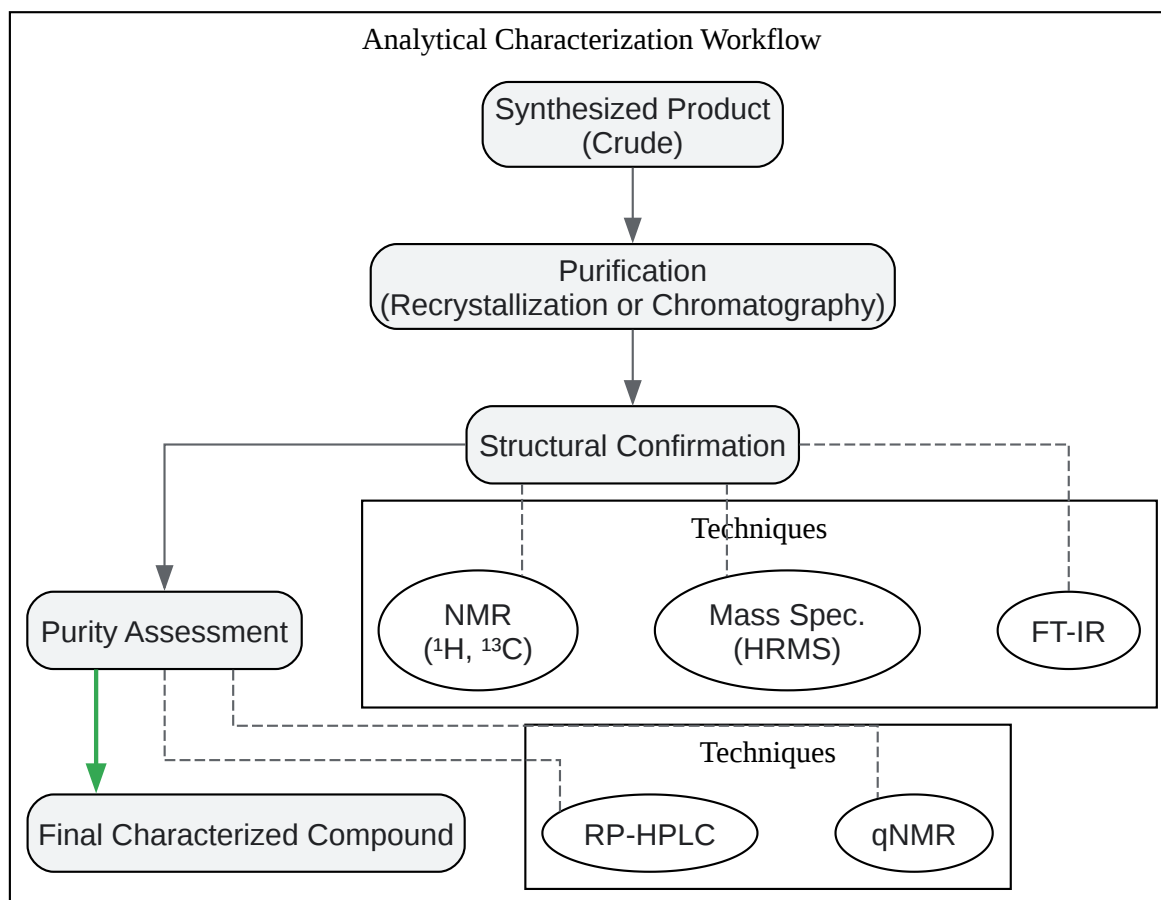 Analytical Characterization Workflow
Synthesized Product
(Crude)
Purification
(Recrystallization or Chromatography)
Structural Confirmation
Techniques
NMR
(¹H, ¹³C)
Mass Spec.
(HRMS)
FT-IR
Purity Assessment
Techniques
RP-HPLC
qNMR
Final Characterized Compound